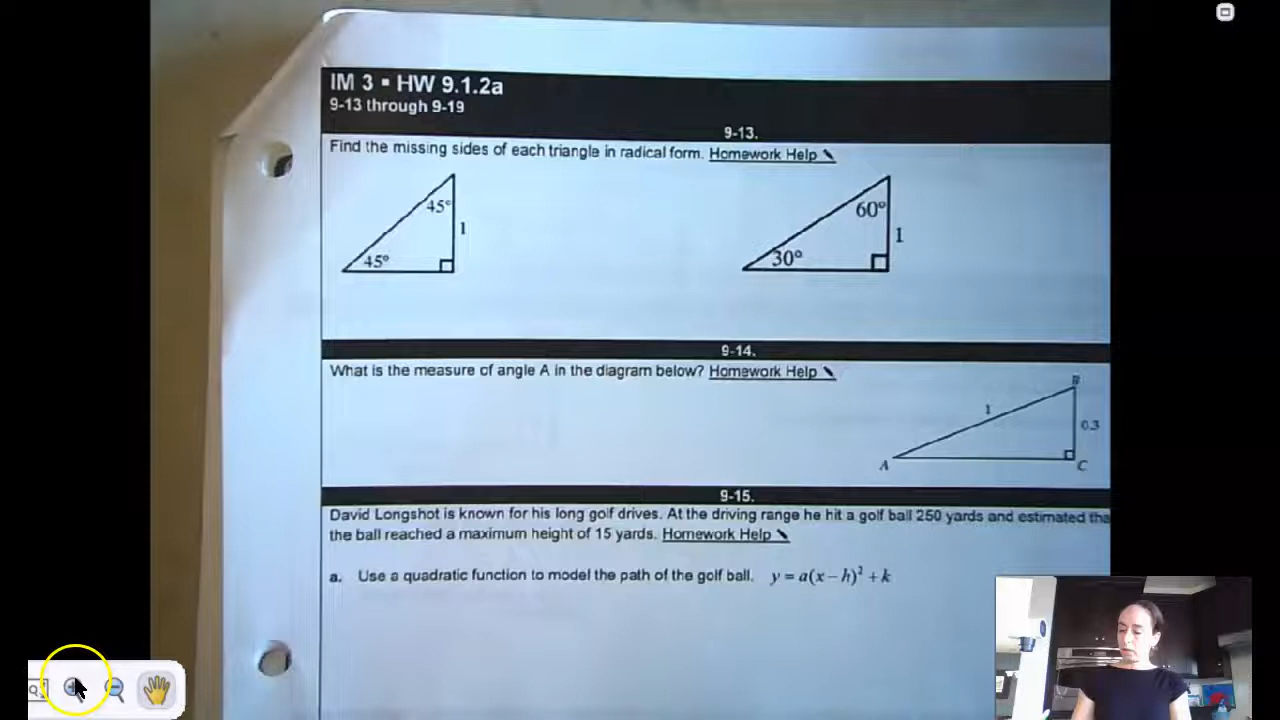 IM 3 ▪ HW 9.1.2a
9-13 through 9-19
9-13.
Find the missing sides of each triangle in radical form. Homework Help ✎
45°
45°
1
60°
30°
1
9-14.
What is the measure of angle A in the diagram below? Homework Help ✎
B
1
0.3
A
C
9-15.
David Longshot is known for his long golf drives. At the driving range he hit a golf ball 250 yards and estimated
the ball reached a maximum height of 15 yards. Homework Help ✎
a. Use a quadratic function to model the path of the golf ball. y = a(x – h)² + k